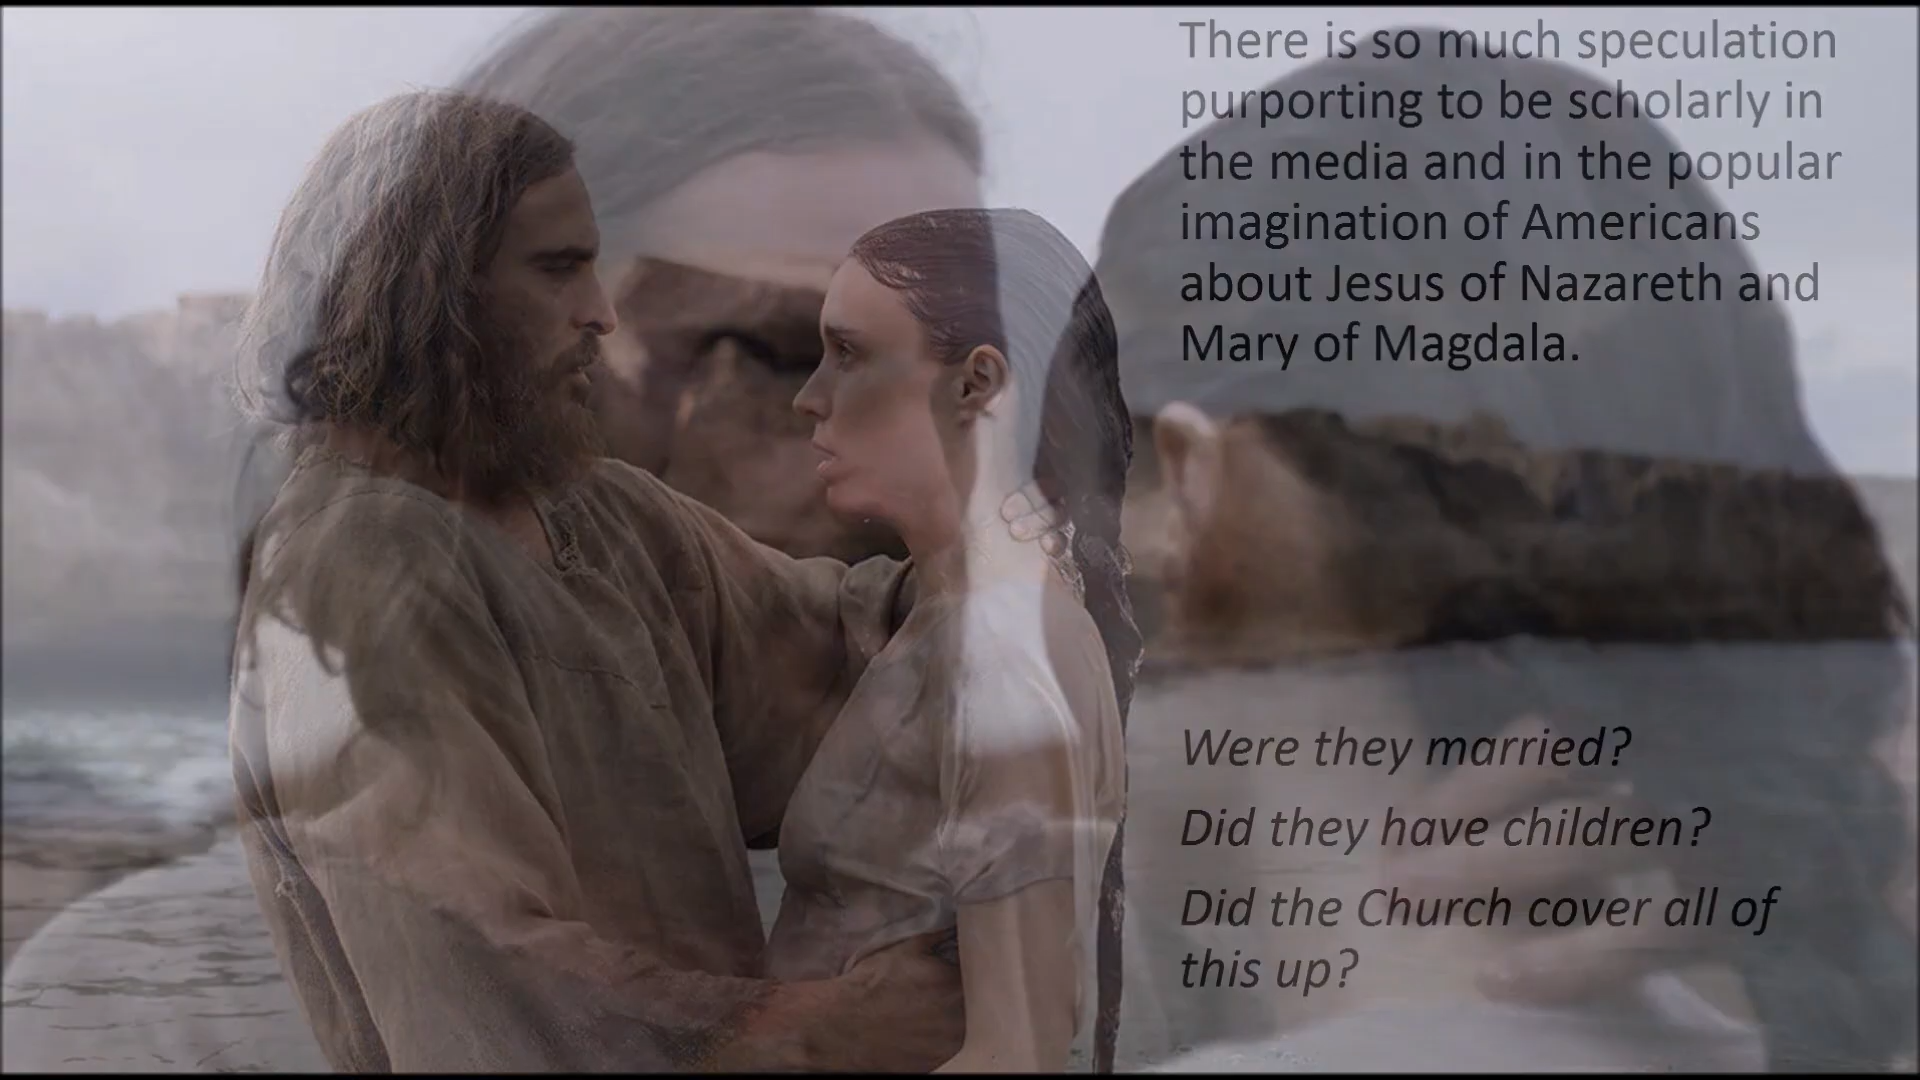 There is so much speculation
purporting to be scholarly in
the media and in the popular
imagination of Americans
about Jesus of Nazareth and
Mary of Magdala.
Were they married?
Did they have children?
Did the Church cover all of
this up?